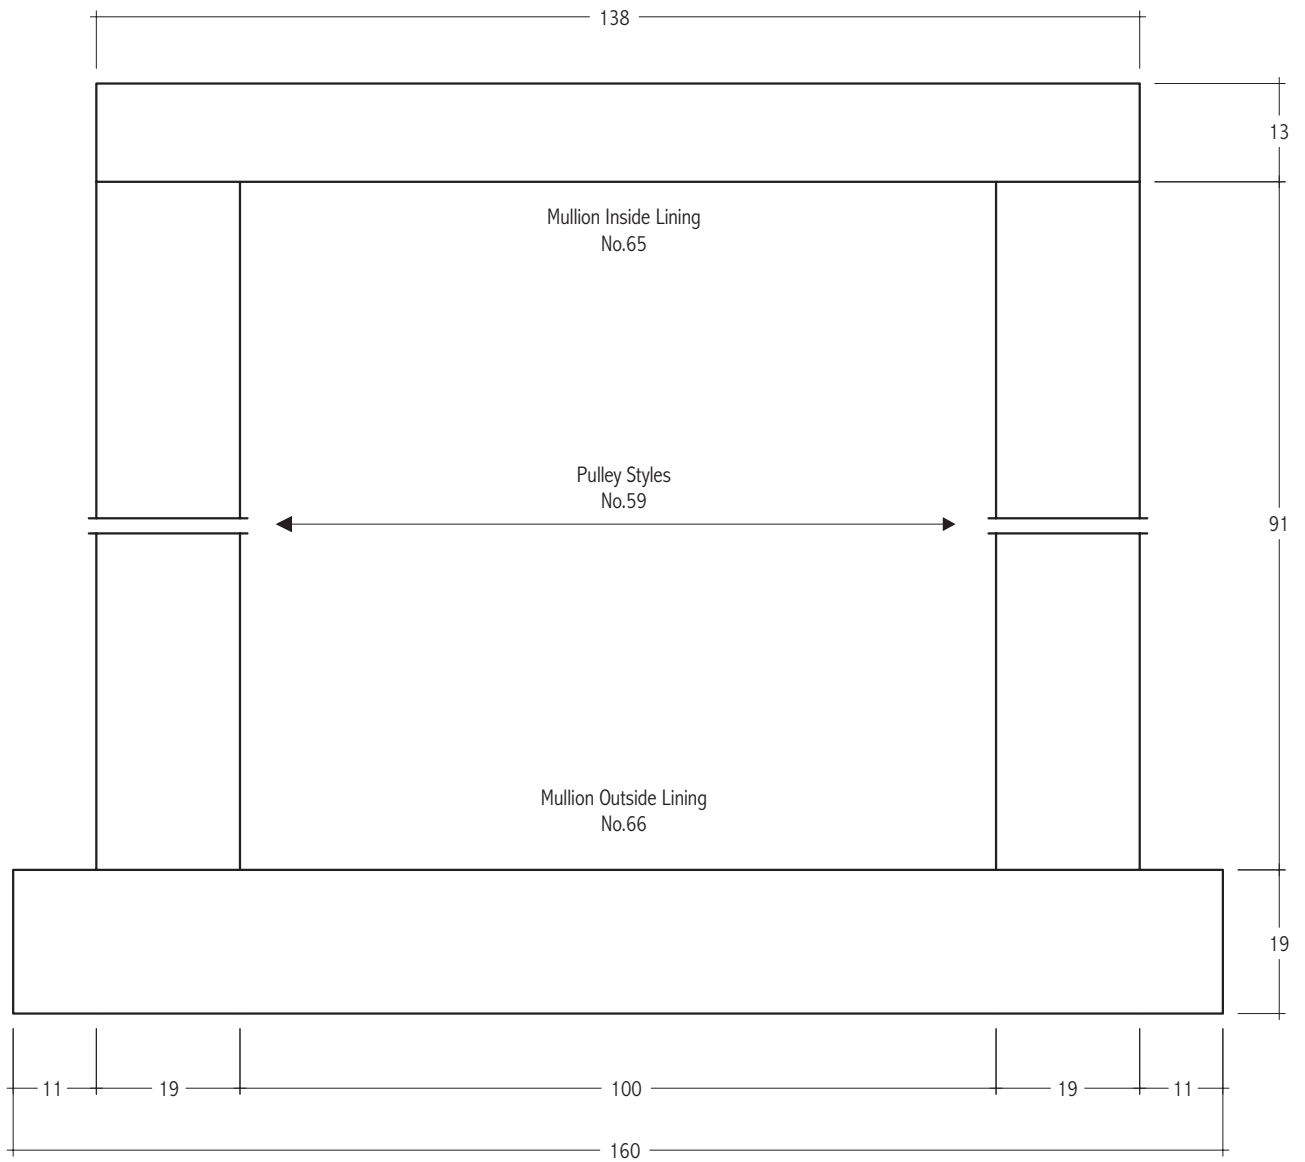 138
13
Mullion Inside Lining
No.65
Pulley Styles
No.59
91
Mullion Outside Lining
No.66
19
11 19 100 19 11
160